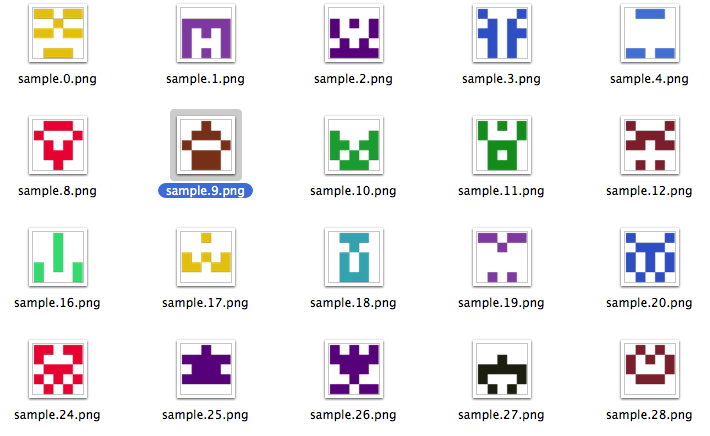 sample.0.png sample.1.png sample.2.png sample.3.png sample.4.png
sample.8.png sample.9.png sample.10.png sample.11.png sample.12.png
sample.16.png sample.17.png sample.18.png sample.19.png sample.20.png
sample.24.png sample.25.png sample.26.png sample.27.png sample.28.png